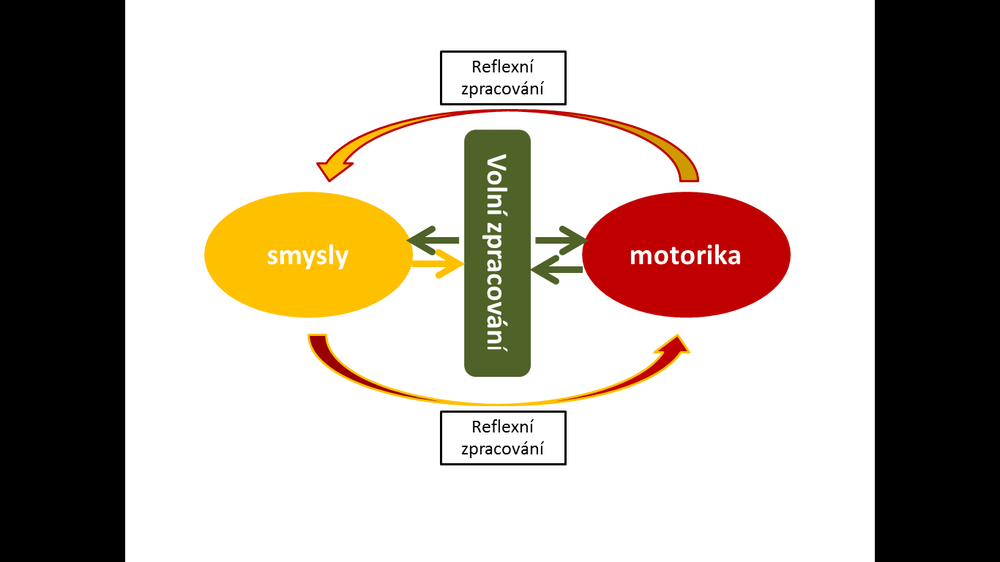 Reflexní
zpracování
smysly
Volní zpracování
motorika
Reflexní
zpracování